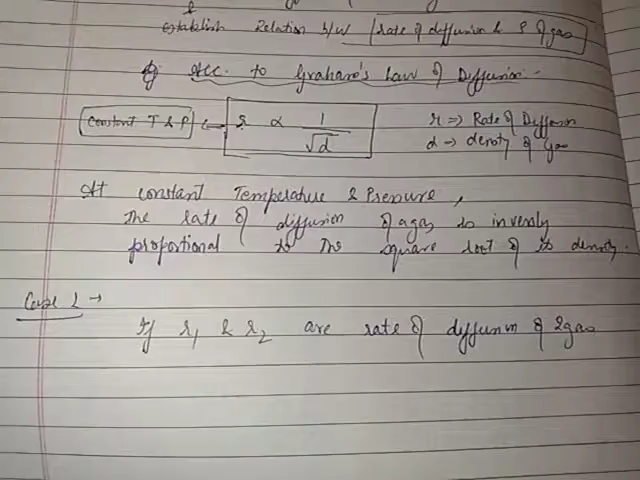 &
establish Relation b/w rate of diffusion & P of gas
Acc. to Graham's Law of Diffusion.
Constant T & P ← r α 1/√d r => Rate of Diffusion
d → density of Gas
At constant Temperature & Pressure,
The rate of diffusion of a gas is inversly
proportional to The square root of its density.
Case 1 →
If r₁ & r₂ are rate of diffusion of 2 gas